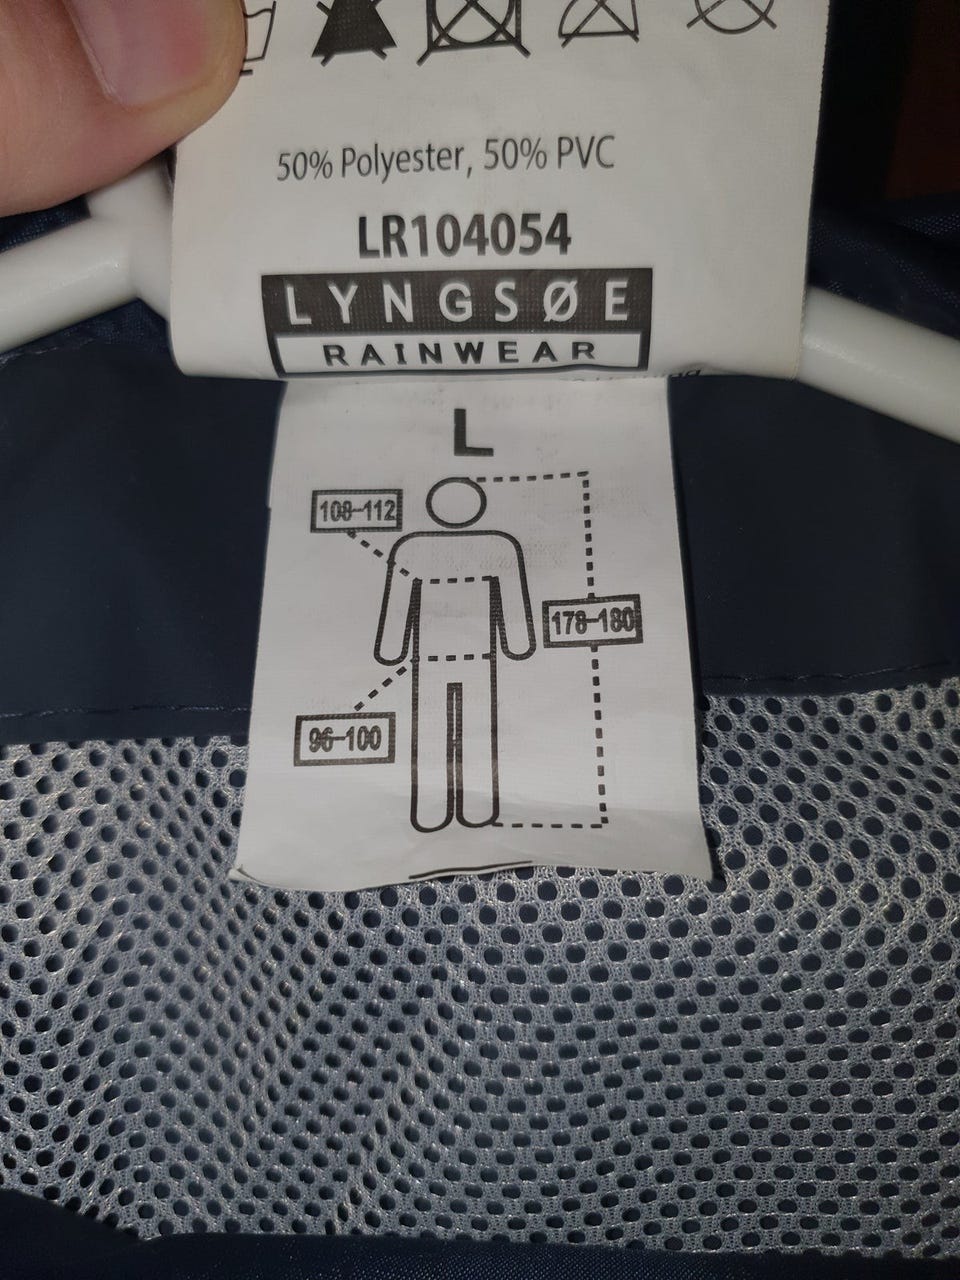 50% Polyester, 50% PVC
LR104054
LYNGSØE
RAINWEAR
L
108-112
178-180
96-100